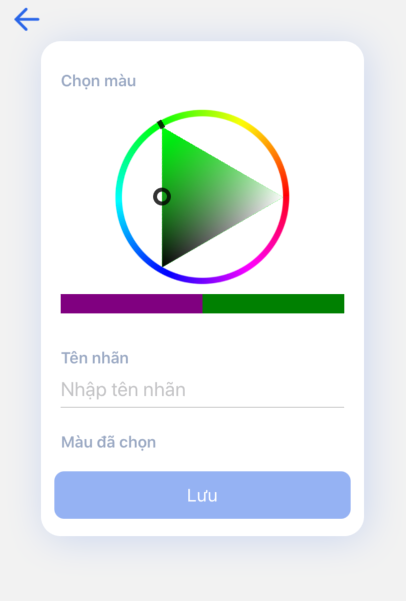 Chọn màu
Tên nhãn
Nhập tên nhãn
Màu đã chọn
Lưu